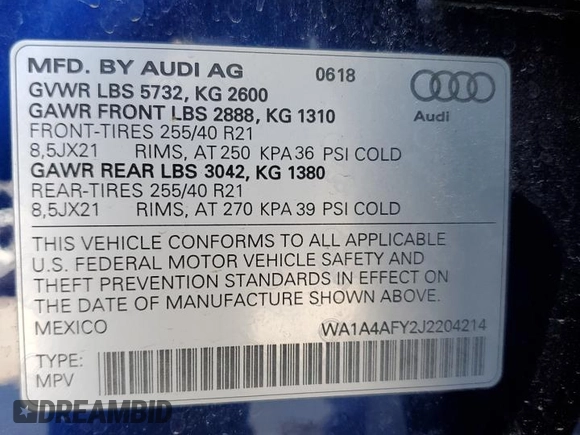 MFD. BY AUDI AG 0618
GVWR LBS 5732, KG 2600
GAWR FRONT LBS 2888, KG 1310
FRONT-TIRES 255/40 R21
8,5JX21 RIMS, AT 250 KPA 36 PSI COLD
GAWR REAR LBS 3042, KG 1380
REAR-TIRES 255/40 R21
8,5JX21 RIMS, AT 270 KPA 39 PSI COLD
Audi
THIS VEHICLE CONFORMS TO ALL APPLICABLE
U.S. FEDERAL MOTOR VEHICLE SAFETY AND
THEFT PREVENTION STANDARDS IN EFFECT ON
THE DATE OF MANUFACTURE SHOWN ABOVE.
MEXICO WA1A4AFY2J2204214
TYPE:
MPV
DREAMBID